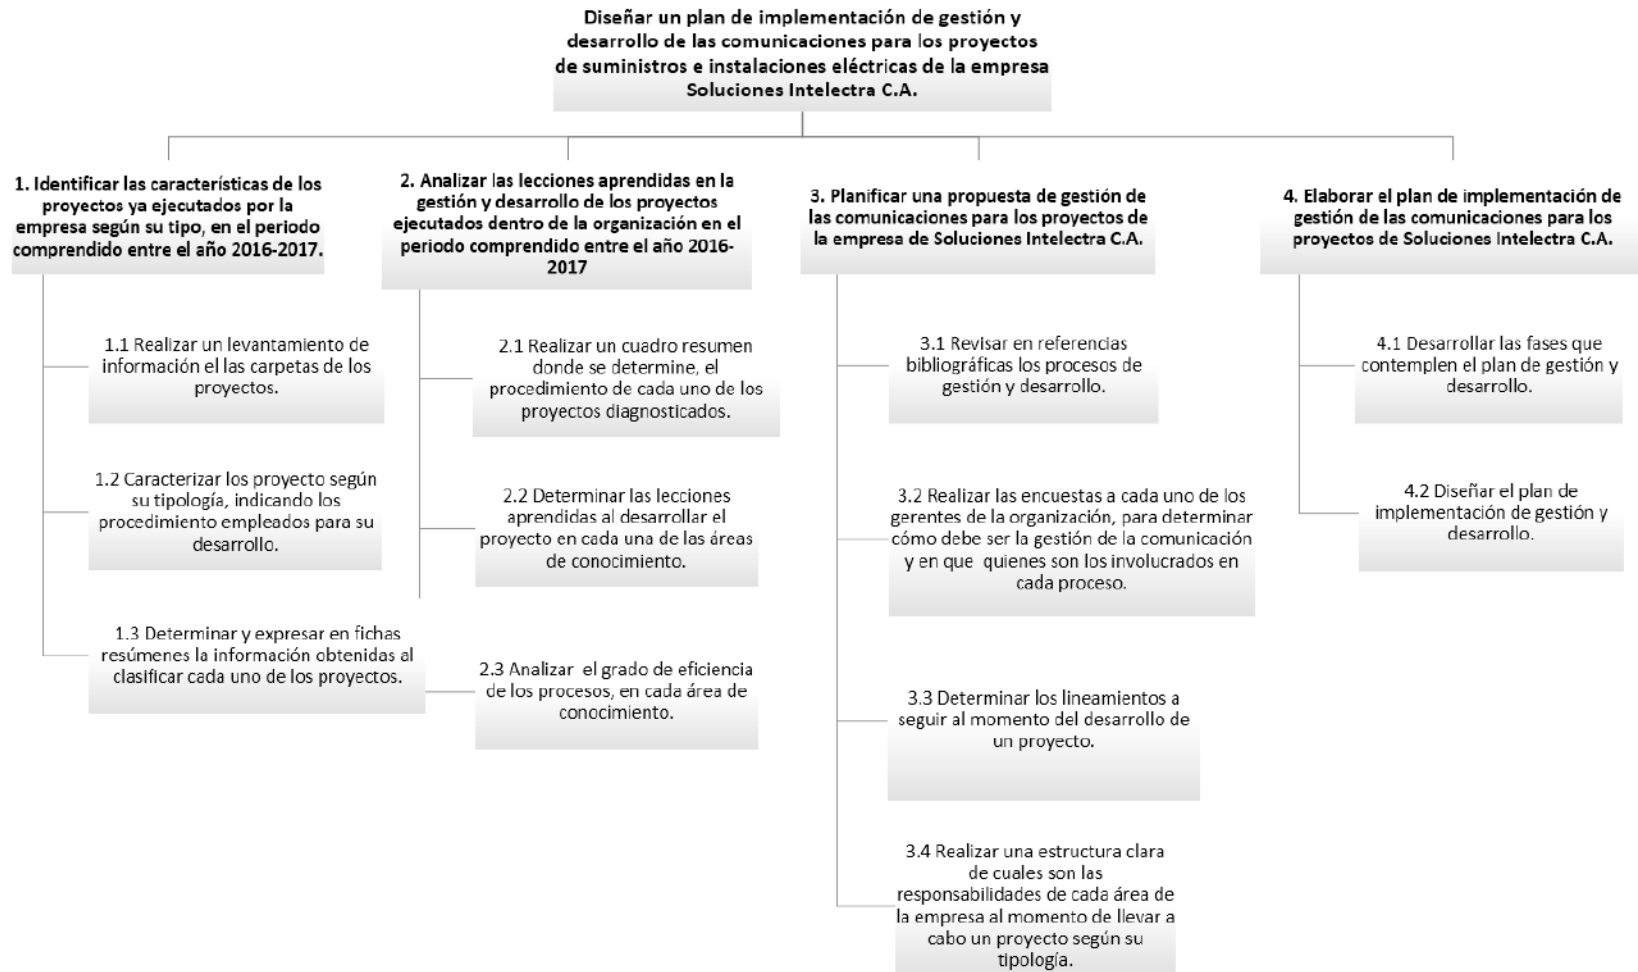 Diseñar un plan de implementación de gestión y
desarrollo de las comunicaciones para los proyectos
de suministros e instalaciones eléctricas de la empresa
Soluciones Intelectra C.A.
1. Identificar las características de los
proyectos ya ejecutados por la
empresa según su tipo, en el periodo
comprendido entre el año 2016-2017.
1.1 Realizar un levantamiento de
información el las carpetas de los
proyectos.
1.2 Caracterizar los proyecto según
su tipología, indicando los
procedimiento empleados para su
desarrollo.
1.3 Determinar y expresar en fichas
resúmenes la información obtenidas al
clasificar cada uno de los proyectos.
2. Analizar las lecciones aprendidas en la
gestión y desarrollo de los proyectos
ejecutados dentro de la organización en el
periodo comprendido entre el año 2016-
2017
2.1 Realizar un cuadro resumen
donde se determine, el
procedimiento de cada uno de los
proyectos diagnosticados.
2.2 Determinar las lecciones
aprendidas al desarrollar el
proyecto en cada una de las áreas
de conocimiento.
2.3 Analizar el grado de eficiencia
de los procesos, en cada área de
conocimiento.
3. Planificar una propuesta de gestión de
las comunicaciones para los proyectos de
la empresa de Soluciones Intelectra C.A.
3.1 Revisar en referencias
bibliográficas los procesos de
gestión y desarrollo.
3.2 Realizar las encuestas a cada uno de los
gerentes de la organización, para determinar
cómo debe ser la gestión de la comunicación
y en que quienes son los involucrados en
cada proceso.
3.3 Determinar los lineamientos a
seguir al momento del desarrollo de
un proyecto.
3.4 Realizar una estructura clara
de cuales son las
responsabilidades de cada área de
la empresa al momento de llevar a
cabo un proyecto según su
tipología.
4. Elaborar el plan de implementación de
gestión de las comunicaciones para los
proyectos de Soluciones Intelectra C.A.
4.1 Desarrollar las fases que
contemplen el plan de gestión y
desarrollo.
4.2 Diseñar el plan de
implementación de gestión y
desarrollo.